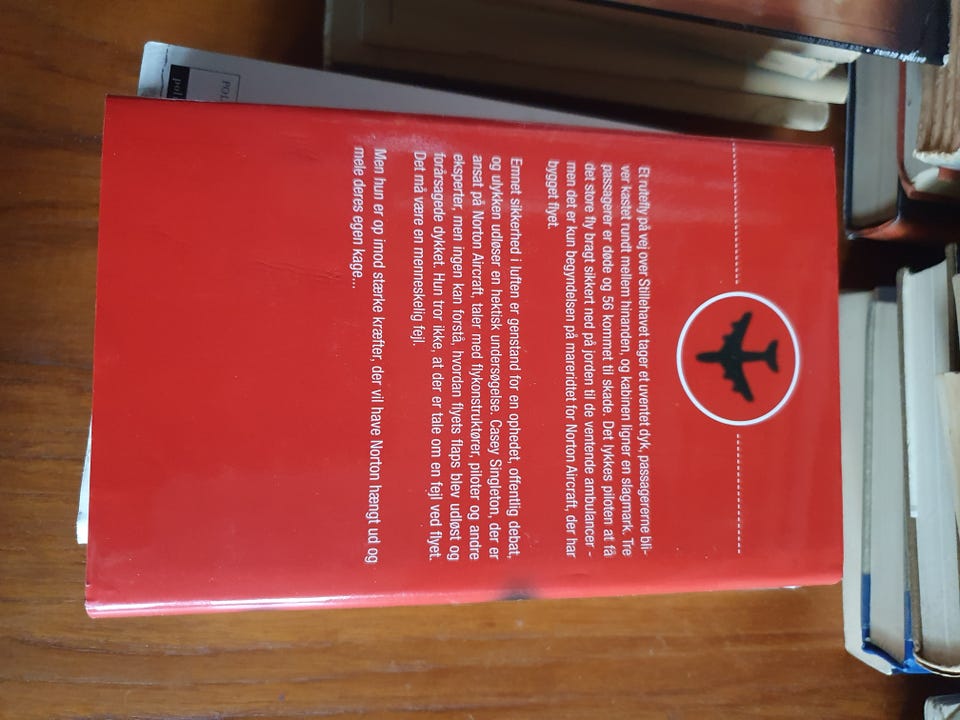 Et rutefly på vej over Stillehavet tager et uventet dyk, passagererne bli-
ver kastet rundt mellem hinanden, og kabinen ligner en slagmark. Tre
passagerer er døde og 56 kommet til skade. Det lykkes piloten at få
det store fly bragt sikkert ned på jorden til de ventende ambulancer -
men det er kun begyndelsen på mareridtet for Norton Aircraft, der har
bygget flyet.
Emnet sikkerhed i luften er genstand for en ophedet, offentlig debat,
og ulykken udløser en hektisk undersøgelse. Casey Singleton, der er
ansat på Norton Aircraft, taler med flykonstruktører, piloter og andre
eksperter, men ingen kan forstå, hvordan flyets flaps blev udløst og
forårsagede dykket. Hun tror ikke, at der er tale om en fejl ved flyet.
Det må være en menneskelig fejl.
Men hun er op imod stærke kræfter, der vil have Norton hængt ud og
mele deres egen kage...